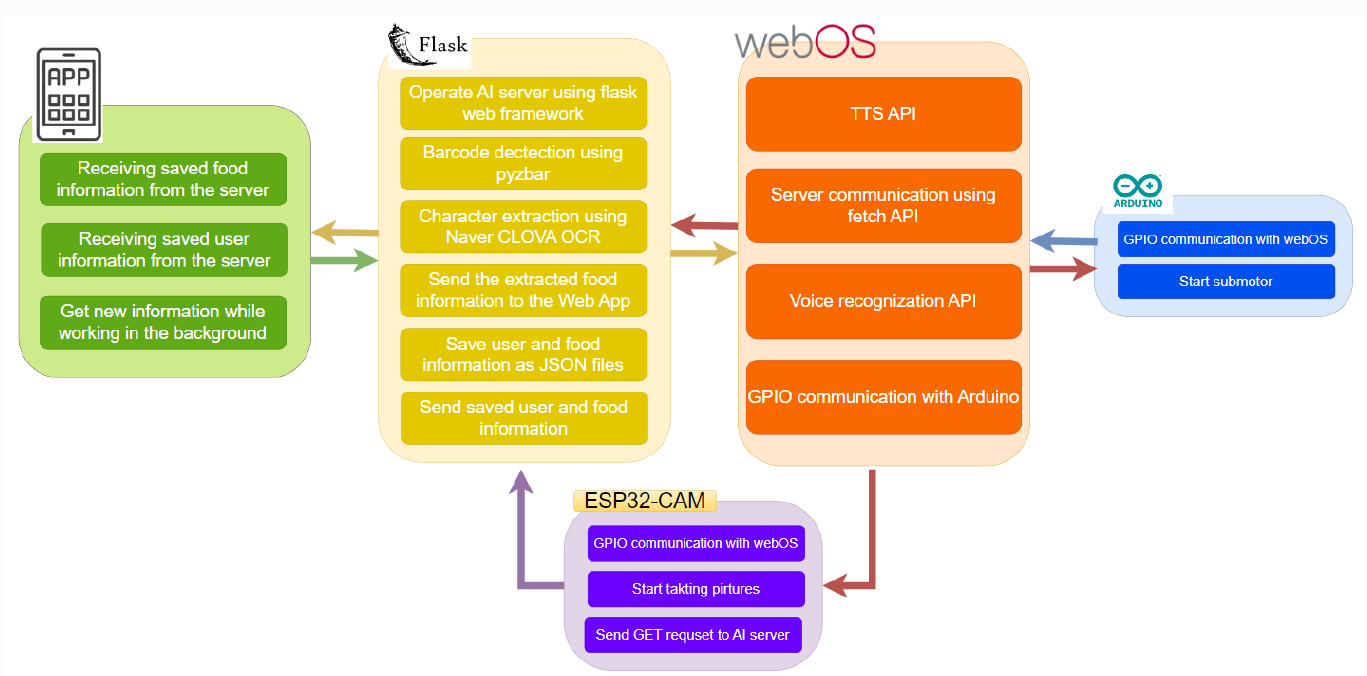 APP
Receiving saved food
information from the server
Receiving saved user
information from the server
Get new information while
working in the background
Flask
Operate AI server using flask
web framework
Barcode dectection using
pyzbar
Character extraction using
Naver CLOVA OCR
Send the extracted food
information to the Web App
Save user and food
information as JSON files
Send saved user and food
information
webOS
TTS API
Server communication using
fetch API
Voice recognization API
GPIO communication with Arduino
ARDUINO
GPIO communication with webOS
Start submotor
ESP32-CAM
GPIO communication with webOS
Start takting pirtures
Send GET requset to AI server